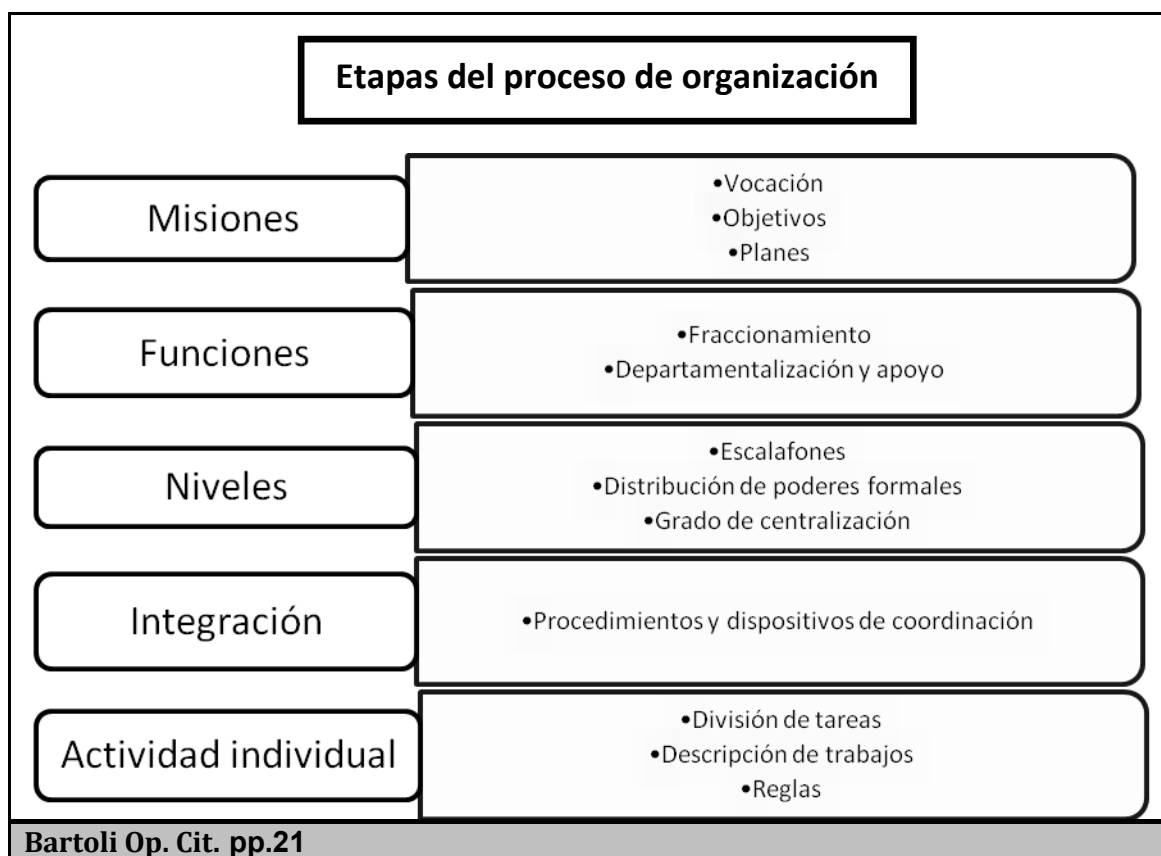 Etapas del proceso de organización
Misiones
•Vocación
•Objetivos
•Planes
Funciones
•Fraccionamiento
•Departamentalización y apoyo
Niveles
•Escalafones
•Distribución de poderes formales
•Grado de centralización
Integración
•Procedimientos y dispositivos de coordinación
Actividad individual
•División de tareas
•Descripción de trabajos
•Reglas
Bartoli Op. Cit. pp.21